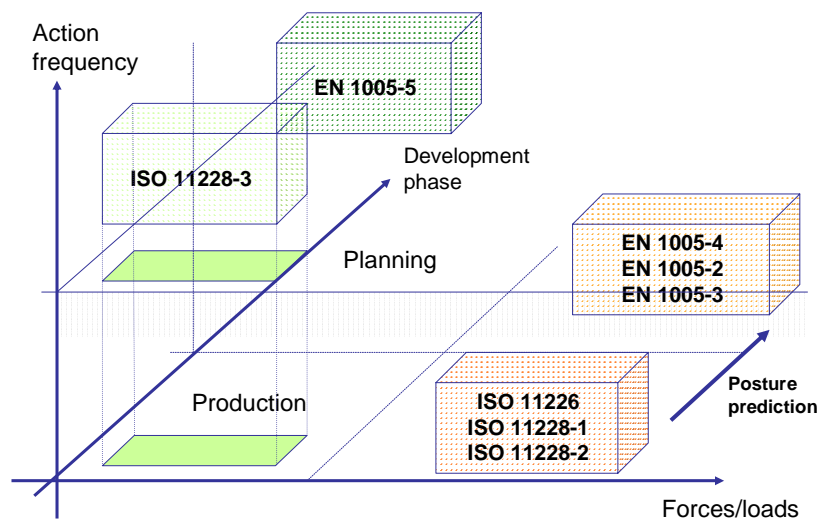 Action
frequency
EN 1005-5
ISO 11228-3
Development
phase
Planning
EN 1005-4
EN 1005-2
EN 1005-3
Production
ISO 11226
ISO 11228-1
ISO 11228-2
Posture
prediction
Forces/loads